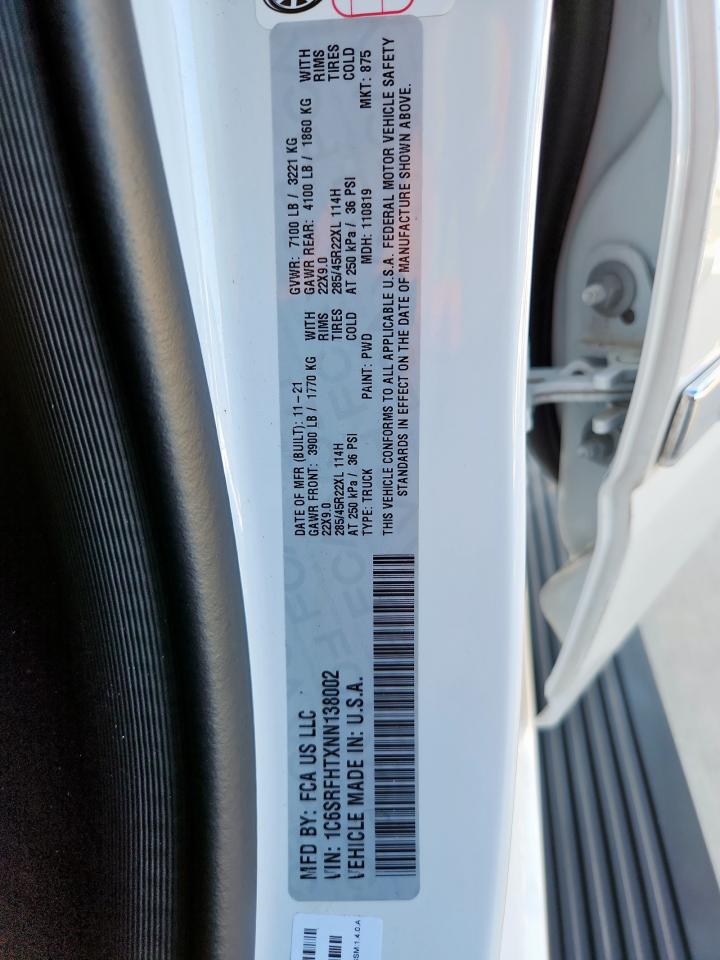 MFD BY: FCA US LLC
VIN: 1C6SRFHTXNN138002
VEHICLE MADE IN: U.S.A.
DATE OF MFR (BUILT): 11-21 GVWR: 7100 LB / 3221 KG
GAWR FRONT: 3900 LB / 1770 KG WITH GAWR REAR: 4100 LB / 1860 KG WITH
22X9.0 RIMS 22X9.0 RIMS
285/45R22XL 114H TIRES 285/45R22XL 114H TIRES
AT 250 kPa / 36 PSI COLD AT 250 kPa / 36 PSI COLD
TYPE: TRUCK PAINT: PWD MDH: 110819 MKT: 875
THIS VEHICLE CONFORMS TO ALL APPLICABLE U.S.A. FEDERAL MOTOR VEHICLE SAFETY
STANDARDS IN EFFECT ON THE DATE OF MANUFACTURE SHOWN ABOVE.